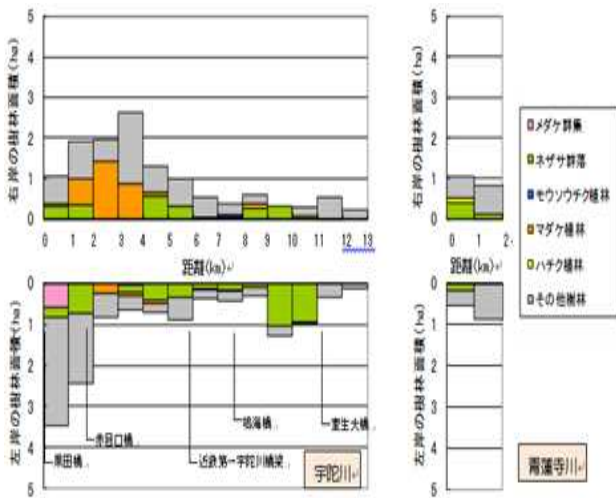 右岸の樹林面積(ha)
5
4
3
2
1
0
0 1 2 3 4 5 6 7 8 9 10 11 12 13
距離(km)
右岸の樹林面積(ha)
5
4
3
2
1
0
0 1 2
距離(km)
メダケ群集
ネザサ群落
モウソウチク植林
マダケ植林
ハチク植林
その他樹林
左岸の樹林面積(ha)
0
1
2
3
4
5
黒田橋
赤目口橋
近鉄第一宇陀川橋梁
鳴海橋
室生大橋
宇陀川
左岸の樹林面積(ha)
0
1
2
3
4
5
青蓮寺川